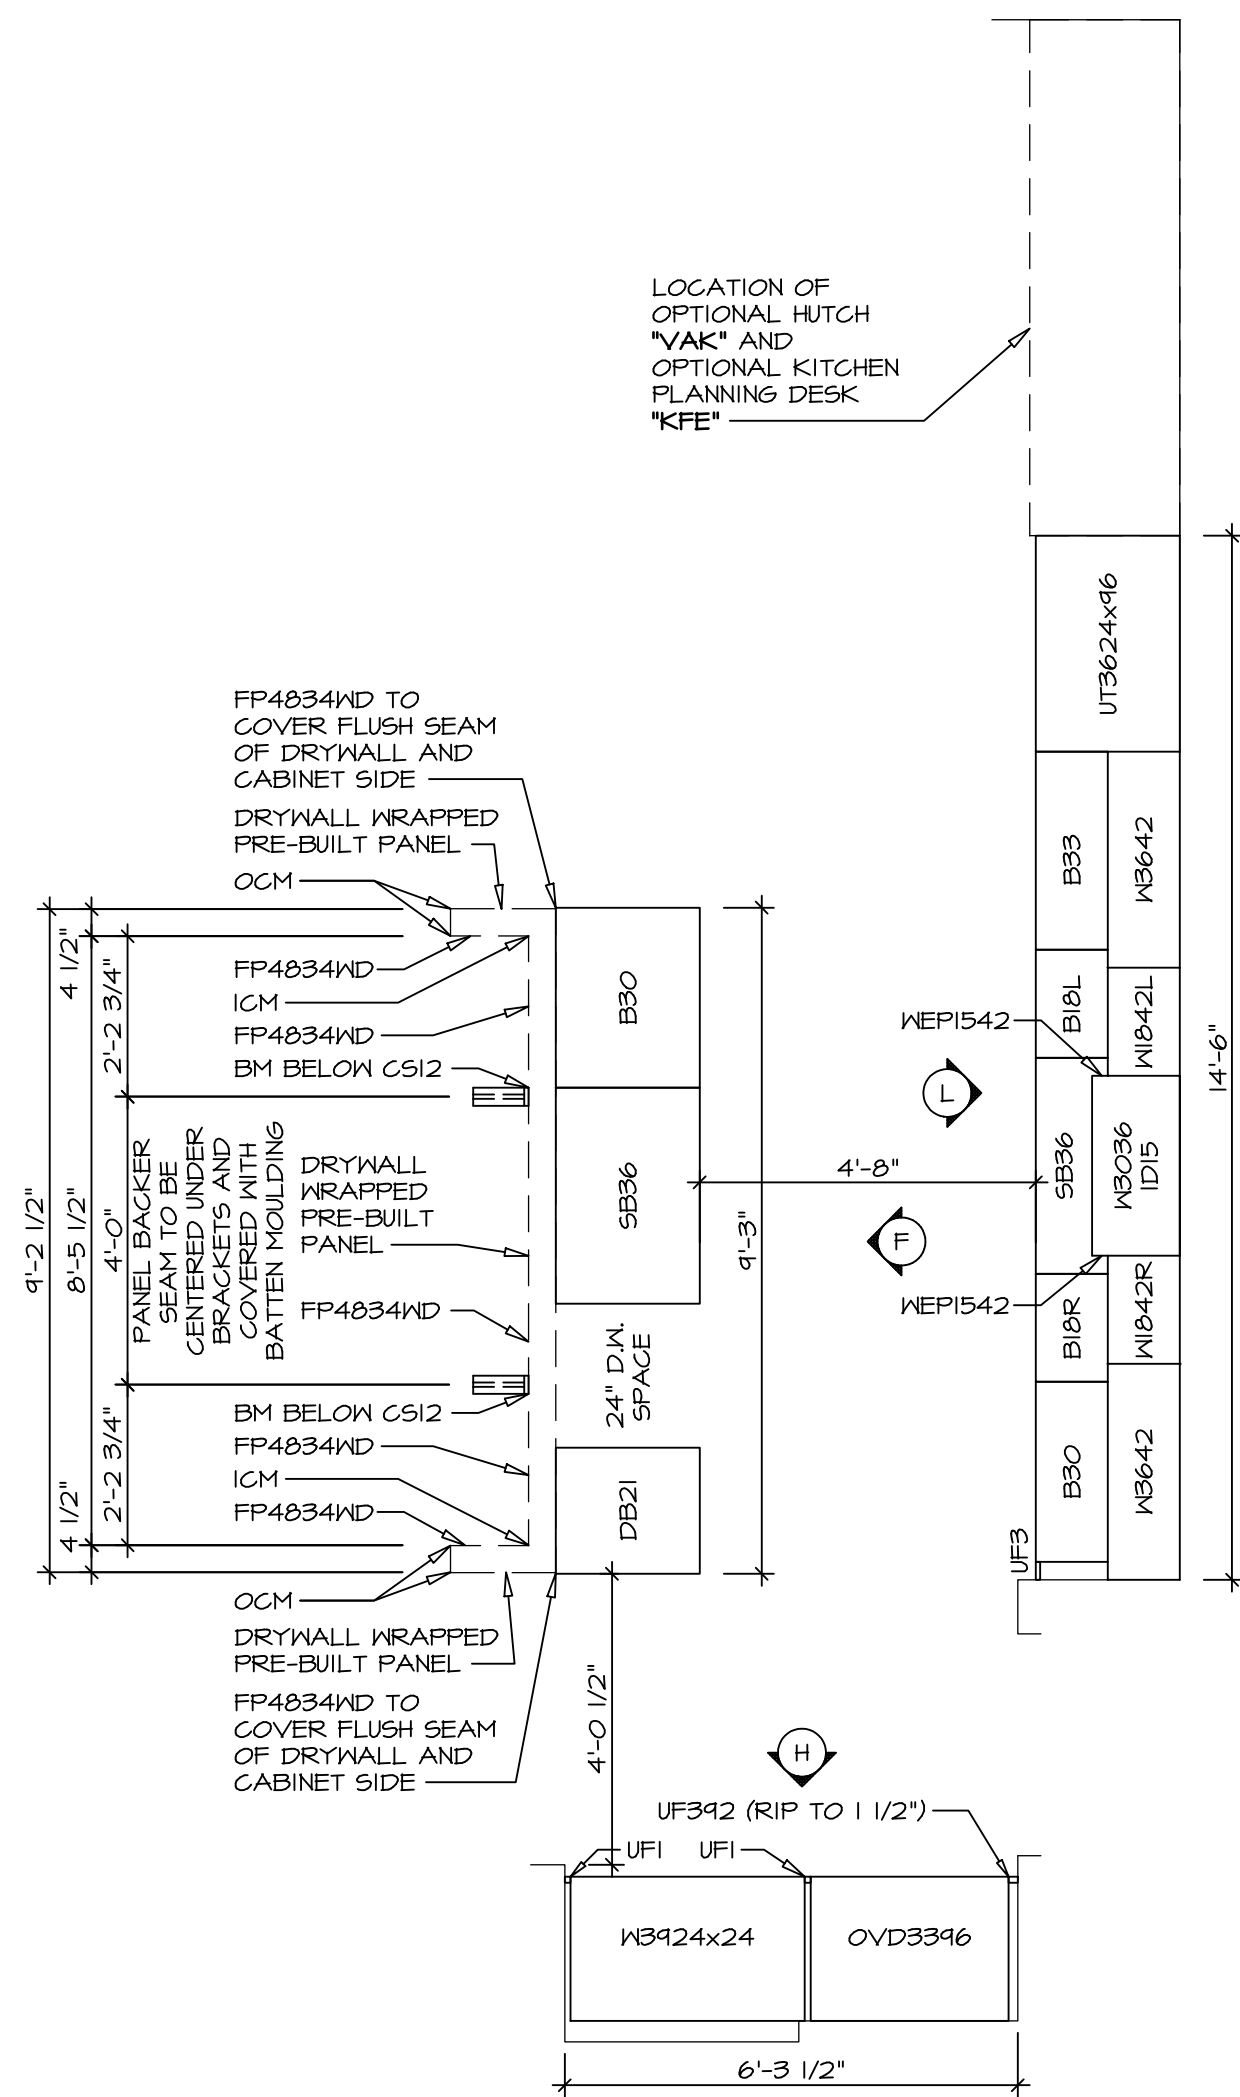 LOCATION OF
OPTIONAL HUTCH
"VAK" AND
OPTIONAL KITCHEN
PLANNING DESK
"KFE"
UT3624x96
FP4834WD TO
COVER FLUSH SEAM
OF DRYWALL AND
CABINET SIDE
DRYWALL WRAPPED
PRE-BUILT PANEL
OCM
FP4834WD
ICM
FP4834WD
BM BELOW CS12
DRYWALL
WRAPPED
PRE-BUILT
PANEL
FP4834WD
BM BELOW CS12
FP4834WD
ICM
FP4834WD
OCM
DRYWALL WRAPPED
PRE-BUILT PANEL
FP4834WD TO
COVER FLUSH SEAM
OF DRYWALL AND
CABINET SIDE
9'-2 1/2"
4 1/2"
8'-5 1/2"
4 1/2"
2'-2 3/4"
4'-0"
2'-2 3/4"
PANEL BACKER
SEAM TO BE
CENTERED UNDER
BRACKETS AND
COVERED WITH
BATTEN MOULDING
B30
SB36
24" D.W.
SPACE
DB21
9'-3"
4'-8"
L
F
WEP1542
WEP1542
B33
W3642
B18L
W1842L
SB36
W3036
1D15
B18R
W1842R
B30
W3642
UF3
14'-6"
4'-0 1/2"
H
UF392 (RIP TO 1 1/2")
UF1
UF1
W3924x24
OVD3396
6'-3 1/2"